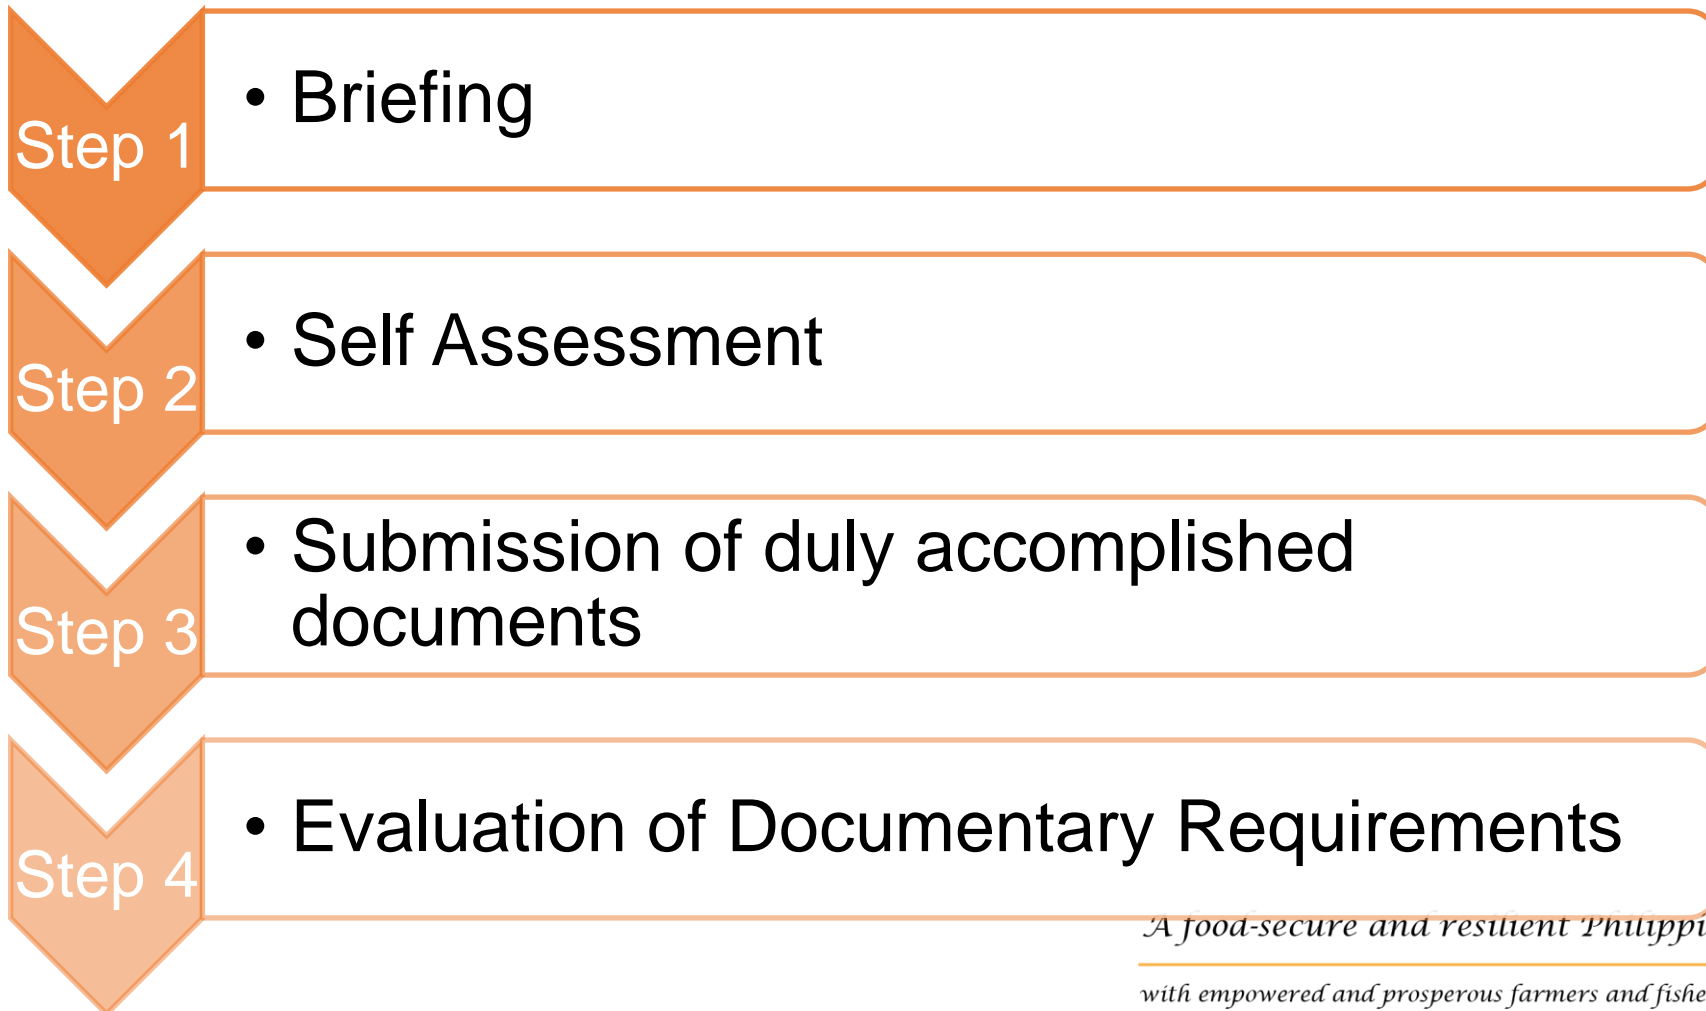 Step 1
• Briefing
Step 2
• Self Assessment
Step 3
• Submission of duly accomplished
documents
Step 4
• Evaluation of Documentary Requirements
A food-secure and resilient
with empowered and prosperous farmers and